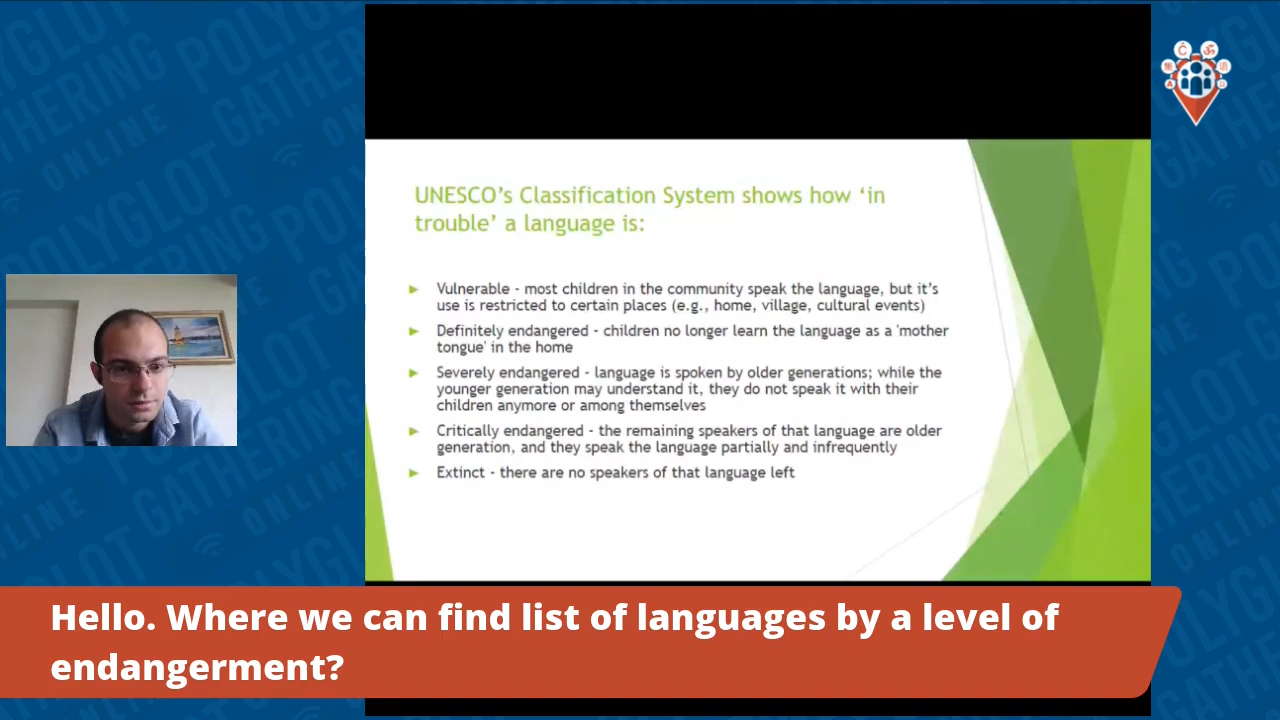 UNESCO's Classification System shows how ‘in
trouble’ a language is:
Vulnerable - most children in the community speak the language, but it’s
use is restricted to certain places (e.g., home, village, cultural events)
Definitely endangered - children no longer learn the language as a 'mother
tongue' in the home
Severely endangered - language is spoken by older generations; while the
younger generation may understand it, they do not speak it with their
children anymore or among themselves
Critically endangered - the remaining speakers of that language are older
generation, and they speak the language partially and infrequently
Extinct - there are no speakers of that language left
Hello. Where we can find list of languages by a level of
endangerment?
POLYGLOT
GATHERING
ONLINE